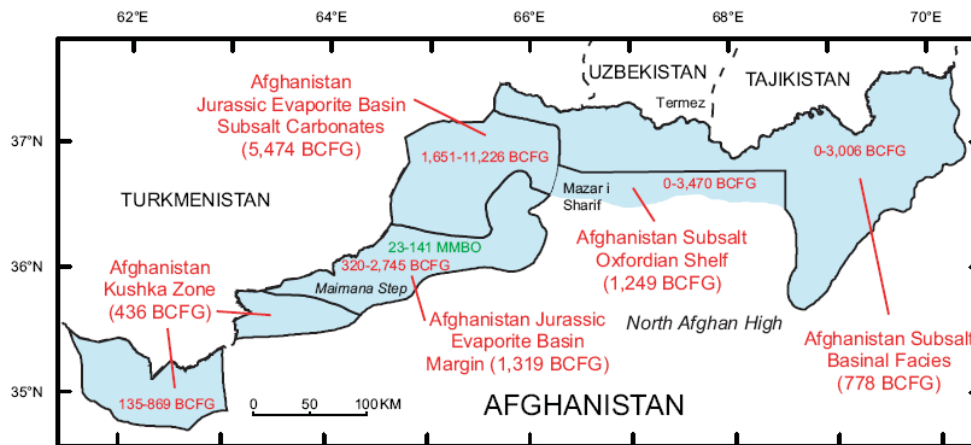 62°E
64°E
66°E
68°E
70°E
37°N
36°N
35°N
Afghanistan
Jurassic Evaporite Basin
Subsalt Carbonates
(5,474 BCFG)
UZBEKISTAN
TAJIKISTAN
Termez
1,651-11,226 BCFG
0-3,006 BCFG
TURKMENISTAN
Mazar i
Sharif
0-3,470 BCFG
23-141 MMBO
320-2,745 BCFG
Maimana Step
Afghanistan Subsalt
Oxfordian Shelf
(1,249 BCFG)
Afghanistan
Kushka Zone
(436 BCFG)
Afghanistan Jurassic
Evaporite Basin
Margin (1,319 BCFG)
North Afghan High
Afghanistan Subsalt
Basinal Facies
(778 BCFG)
135-869 BCFG
0 50 100 KM
AFGHANISTAN